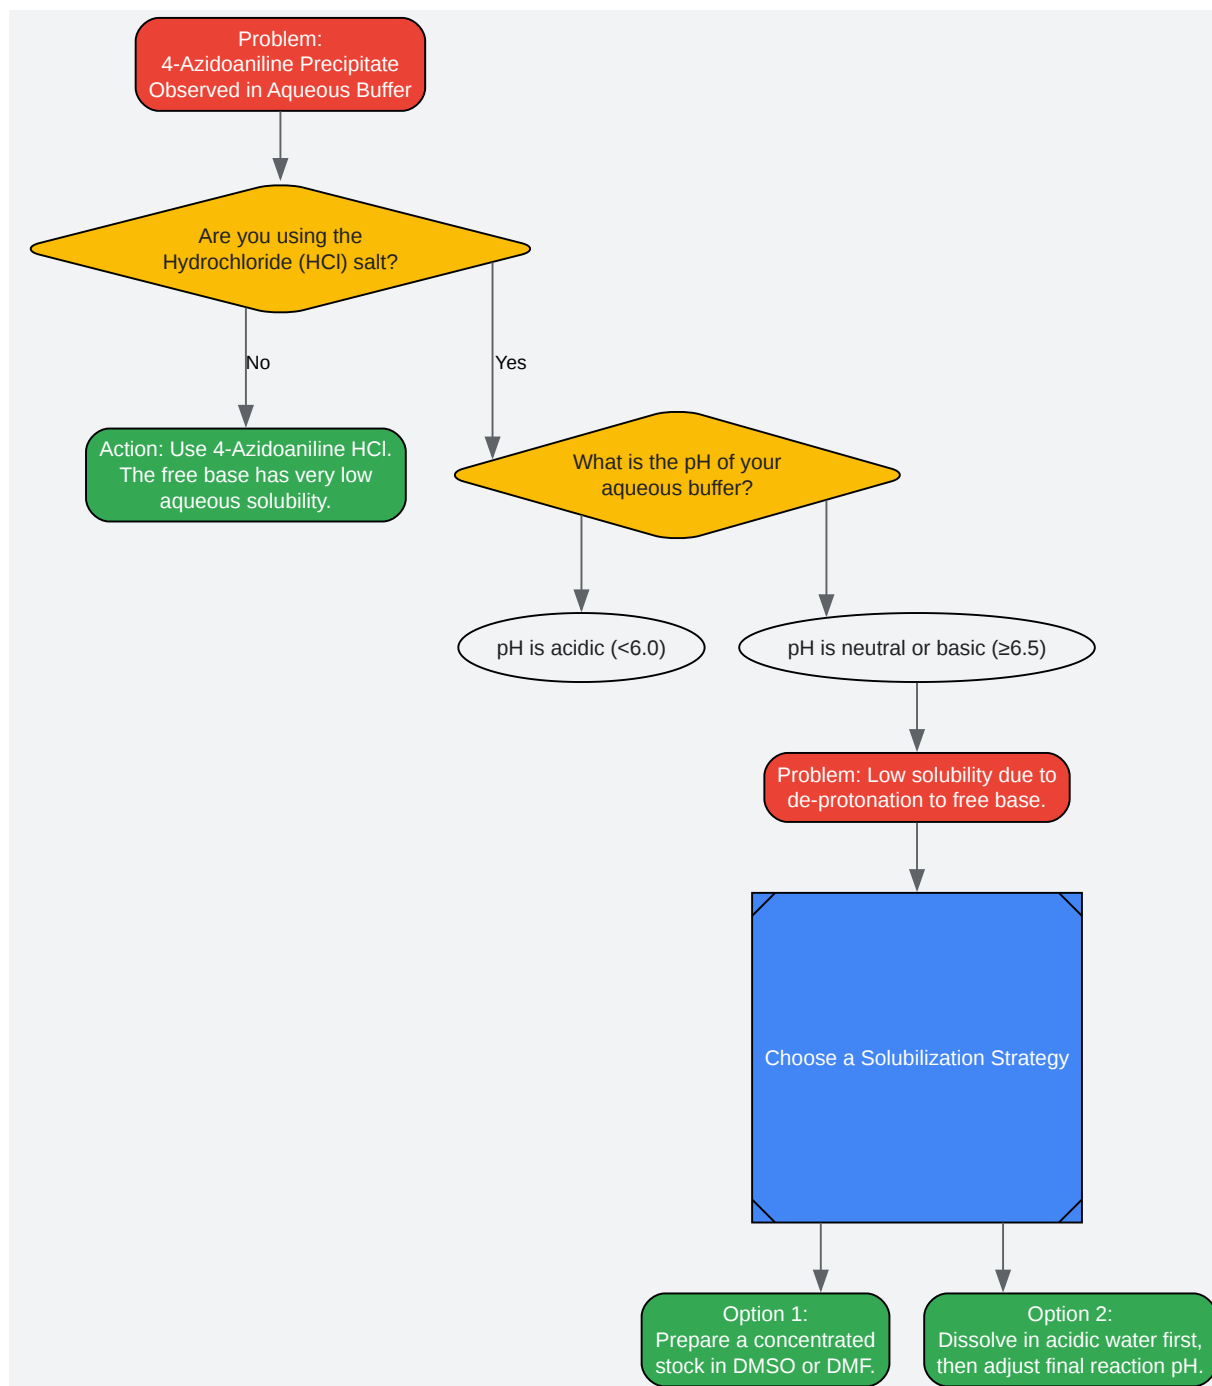 Problem:
4-Azidoaniline Precipitate
Observed in Aqueous Buffer
Are you using the
Hydrochloride (HCl) salt?
No
Yes
Action: Use 4-Azidoaniline HCl.
The free base has very low
aqueous solubility.
What is the pH of your
aqueous buffer?
pH is acidic (<6.0)
pH is neutral or basic (≥6.5)
Problem: Low solubility due to
de-protonation to free base.
Choose a Solubilization Strategy
Option 1:
Prepare a concentrated
stock in DMSO or DMF.
Option 2:
Dissolve in acidic water first,
then adjust final reaction pH.